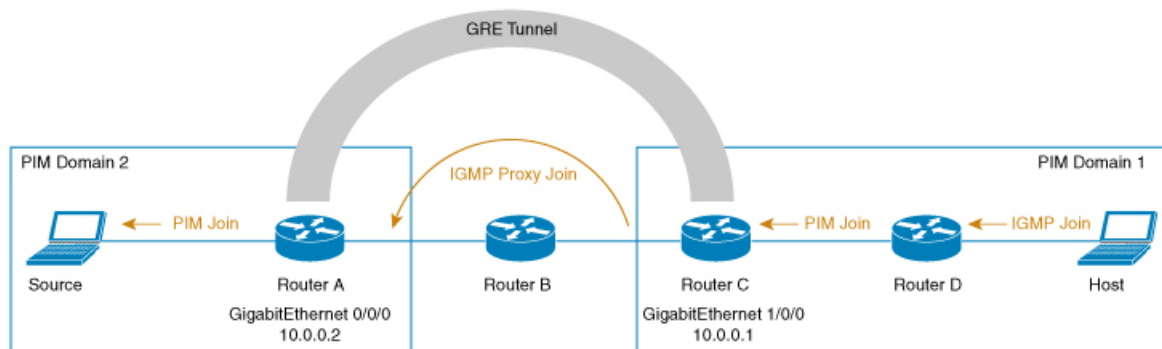 GRE Tunnel
PIM Domain 2
PIM Domain 1
IGMP Proxy Join
PIM Join
PIM Join
IGMP Join
Source
Router A
Router B
Router C
Router D
Host
GigabitEthernet 0/0/0
10.0.0.2
GigabitEthernet 1/0/0
10.0.0.1